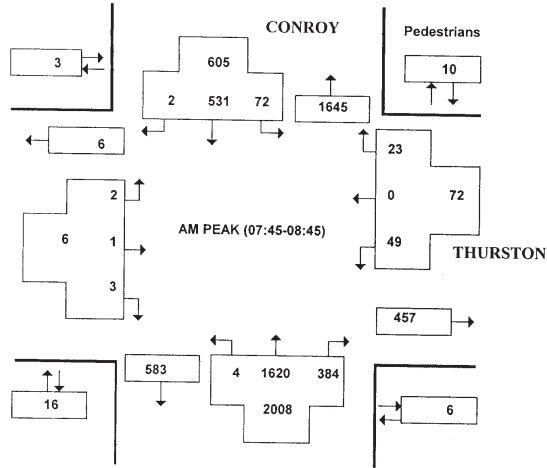 CONROY
Pedestrians
3
605
10
2 531 72
1645
6
23
2
0 72
6 1
AM PEAK (07:45-08:45)
49
THURSTON
3
457
583
4 1620 384
16
2008
6